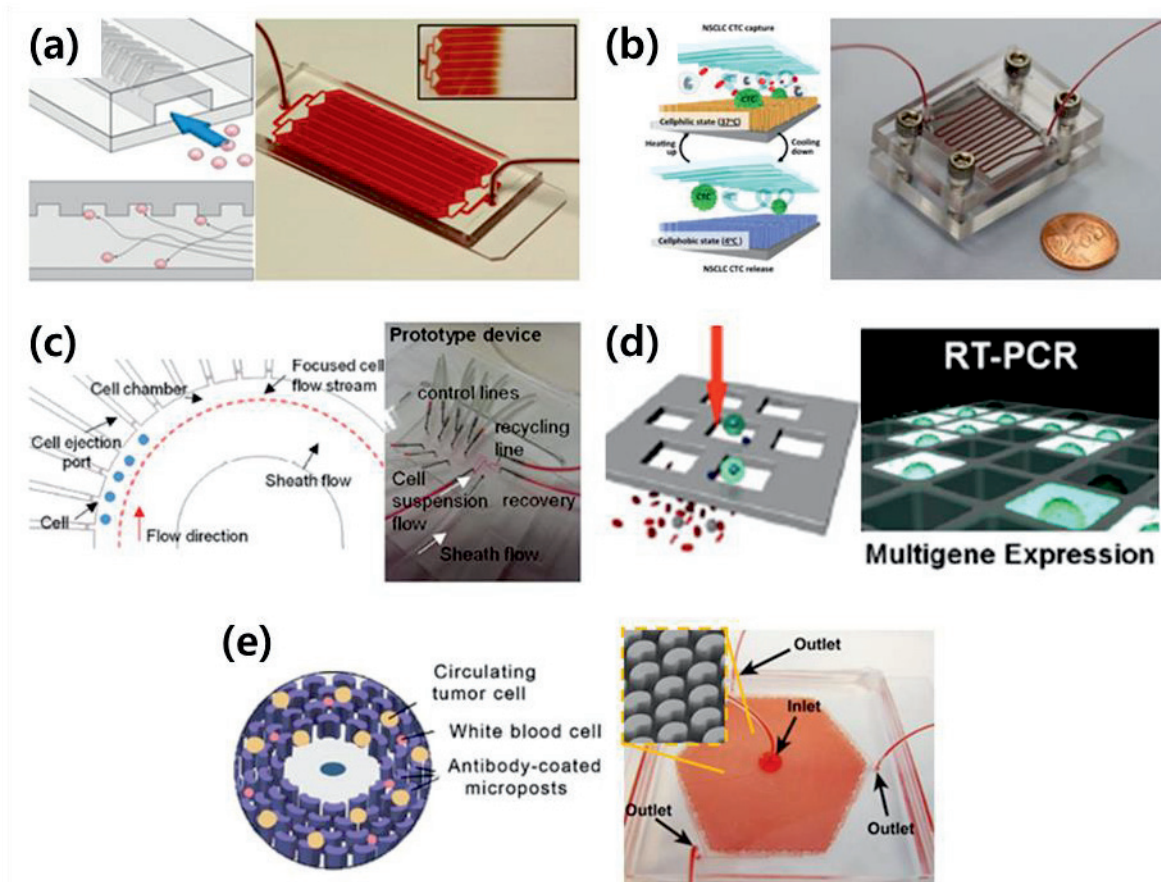 (a)
(b)
NSCLC CTC capture
CTC
Cellphilic state (37°C)
Heating up
Cooling down
CTC
Cellphobic state (4°C)
NSCLC CTC release
(c)
Cell chamber
Focused cell
flow stream
Cell ejection
port
Sheath flow
Cell
Flow direction
Prototype device
control lines
recycling
line
Cell
suspension
flow
recovery
Sheath flow
(d)
RT-PCR
Multigene Expression
(e)
Circulating
tumor cell
White blood cell
Antibody-coated
microposts
Outlet
Inlet
Outlet
Outlet